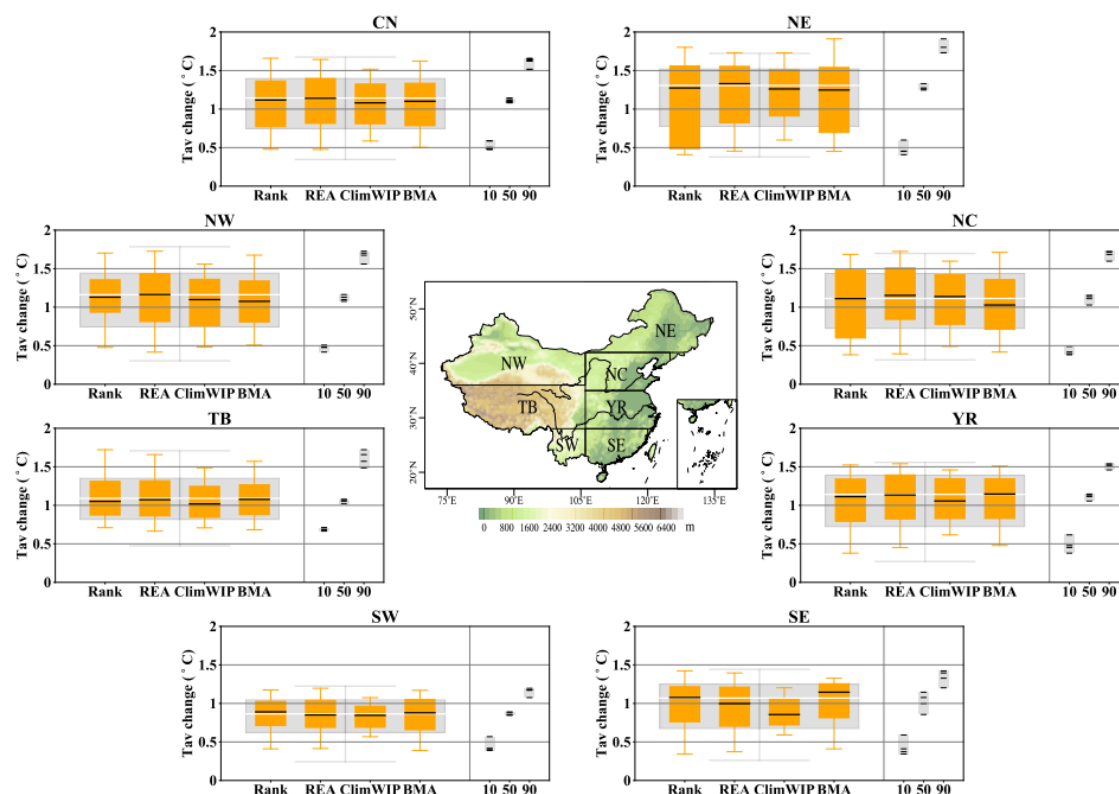 CN
Tav change (°C)
2
1.5
1
0.5
0
Rank REA ClimWIP BMA 10 50 90
NE
Tav change (°C)
2
1.5
1
0.5
0
Rank REA ClimWIP BMA 10 50 90
NW
Tav change (°C)
2
1.5
1
0.5
0
Rank REA ClimWIP BMA 10 50 90
50°N
40°N
30°N
20°N
NE
NW
NC
TB
YR
SW
SE
75°E 90°E 105°E 120°E 135°E
0 800 1600 2400 3200 4000 4800 5600 6400 m
NC
Tav change (°C)
2
1.5
1
0.5
0
Rank REA ClimWIP BMA 10 50 90
TB
Tav change (°C)
2
1.5
1
0.5
0
Rank REA ClimWIP BMA 10 50 90
YR
Tav change (°C)
2
1.5
1
0.5
0
Rank REA ClimWIP BMA 10 50 90
SW
Tav change (°C)
2
1.5
1
0.5
0
Rank REA ClimWIP BMA 10 50 90
SE
Tav change (°C)
2
1.5
1
0.5
0
Rank REA ClimWIP BMA 10 50 90